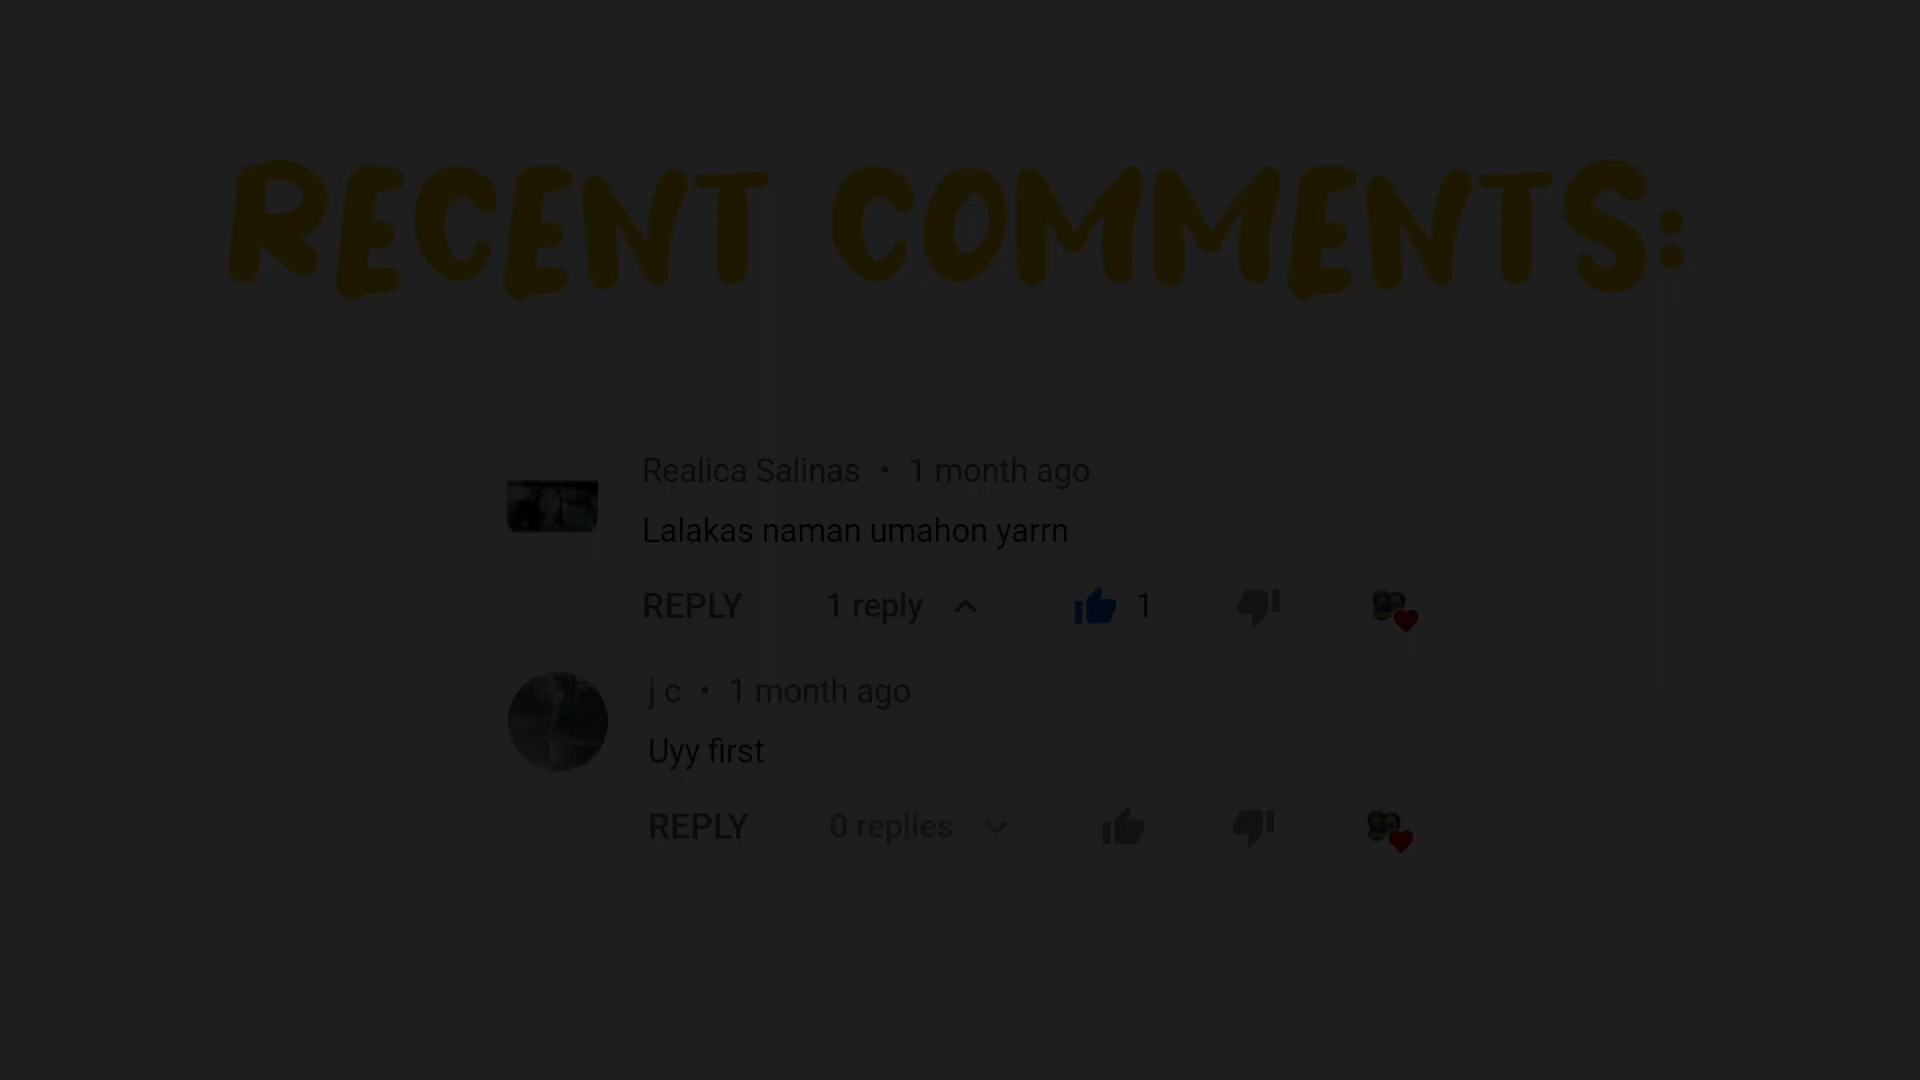 RECENT COMMENTS:
Realica Salinas • 1 month ago
Lalakas naman umahon yarrn
REPLY 1 reply 1
j c • 1 month ago
Uyy first
REPLY 0 replies